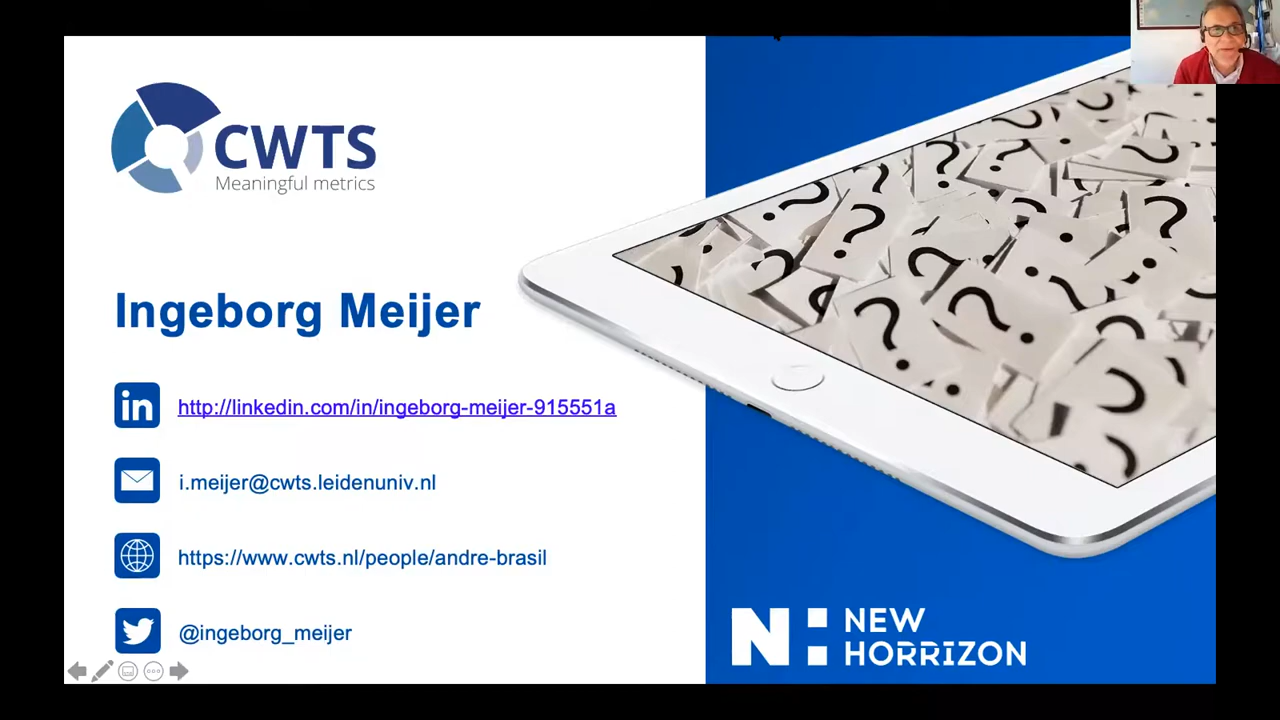 CWTS
Meaningful metrics
Ingeborg Meijer
in
http://linkedin.com/in/ingeborg-meijer-915551a
i.meijer@cwts.leidenuniv.nl
https://www.cwts.nl/people/andre-brasil
@ingeborg_meijer
N:
NEW
HORRIZON